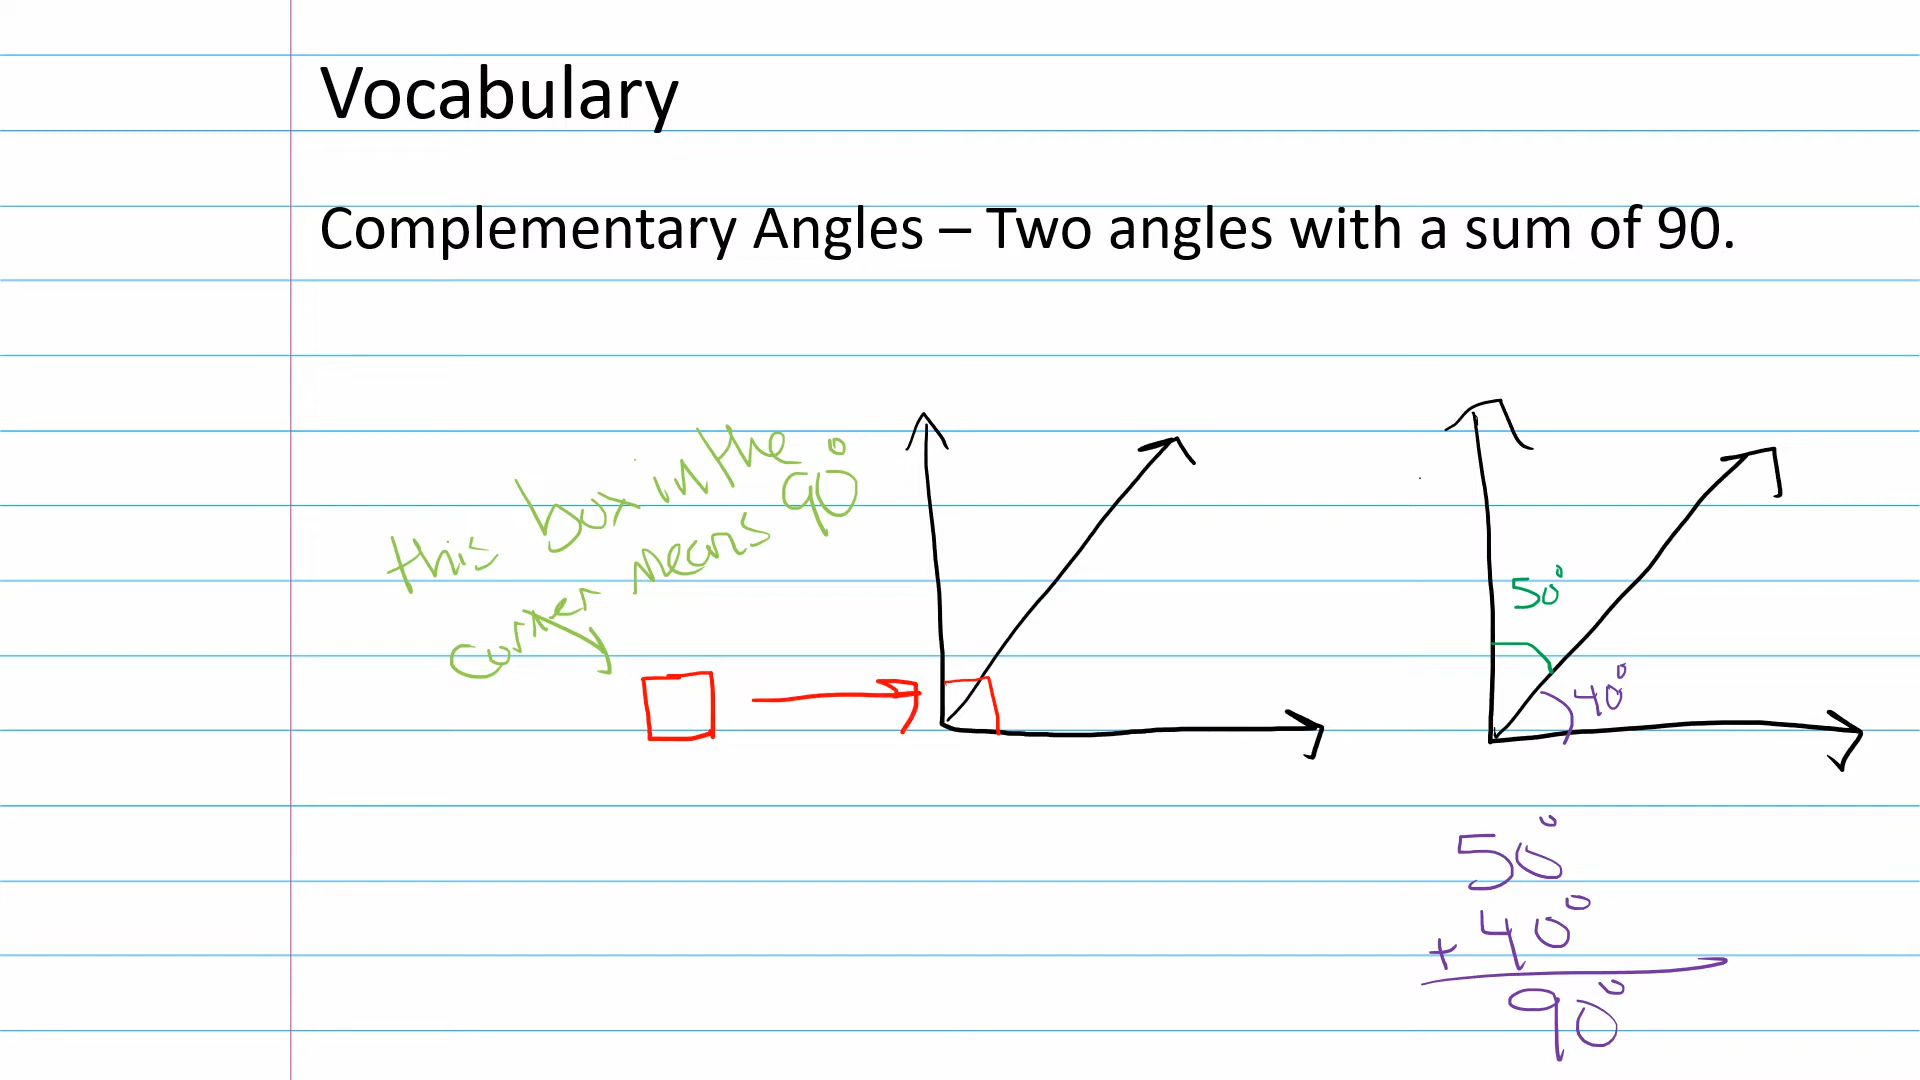 Vocabulary
Complementary Angles – Two angles with a sum of 90.
this box in the
corner means 90°
50°
40°
50°
+ 40°
90°